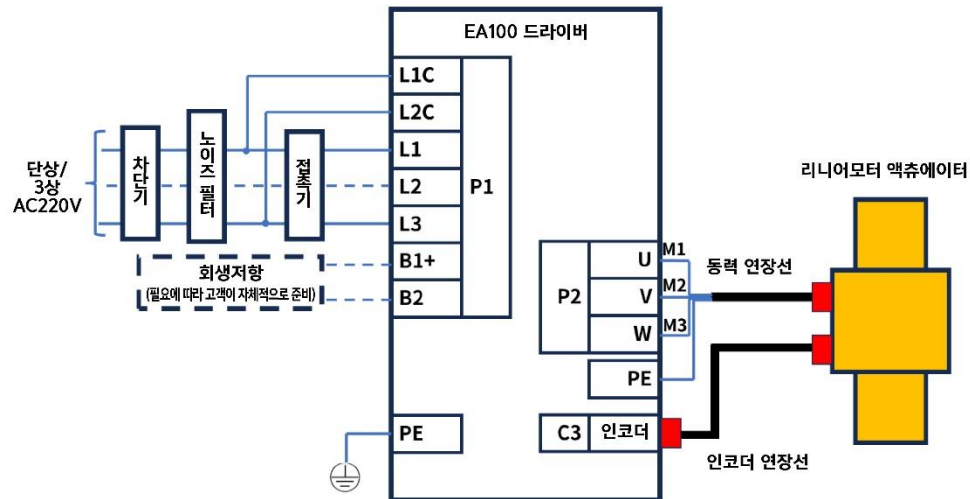 EA100 드라이버
L1C
L2C
L1
L2
L3
B1+
B2
P1
단상/
3상
AC220V
차단기
노이즈 필터
접촉기
회생저항
(필요에 따라 고객이 자체적으로 준비)
PE
P2
U
V
W
M1
M2
M3
PE
C3
인코더
동력 연장선
인코더 연장선
리니어모터 액츄에이터